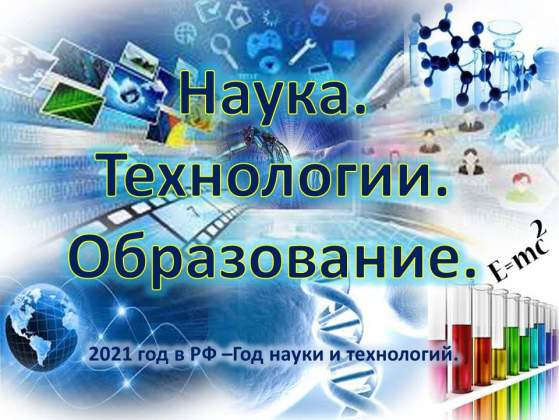 Наука.
Технологии.
Образование.
E=mc2
2021 год в РФ –Год науки и технологий.